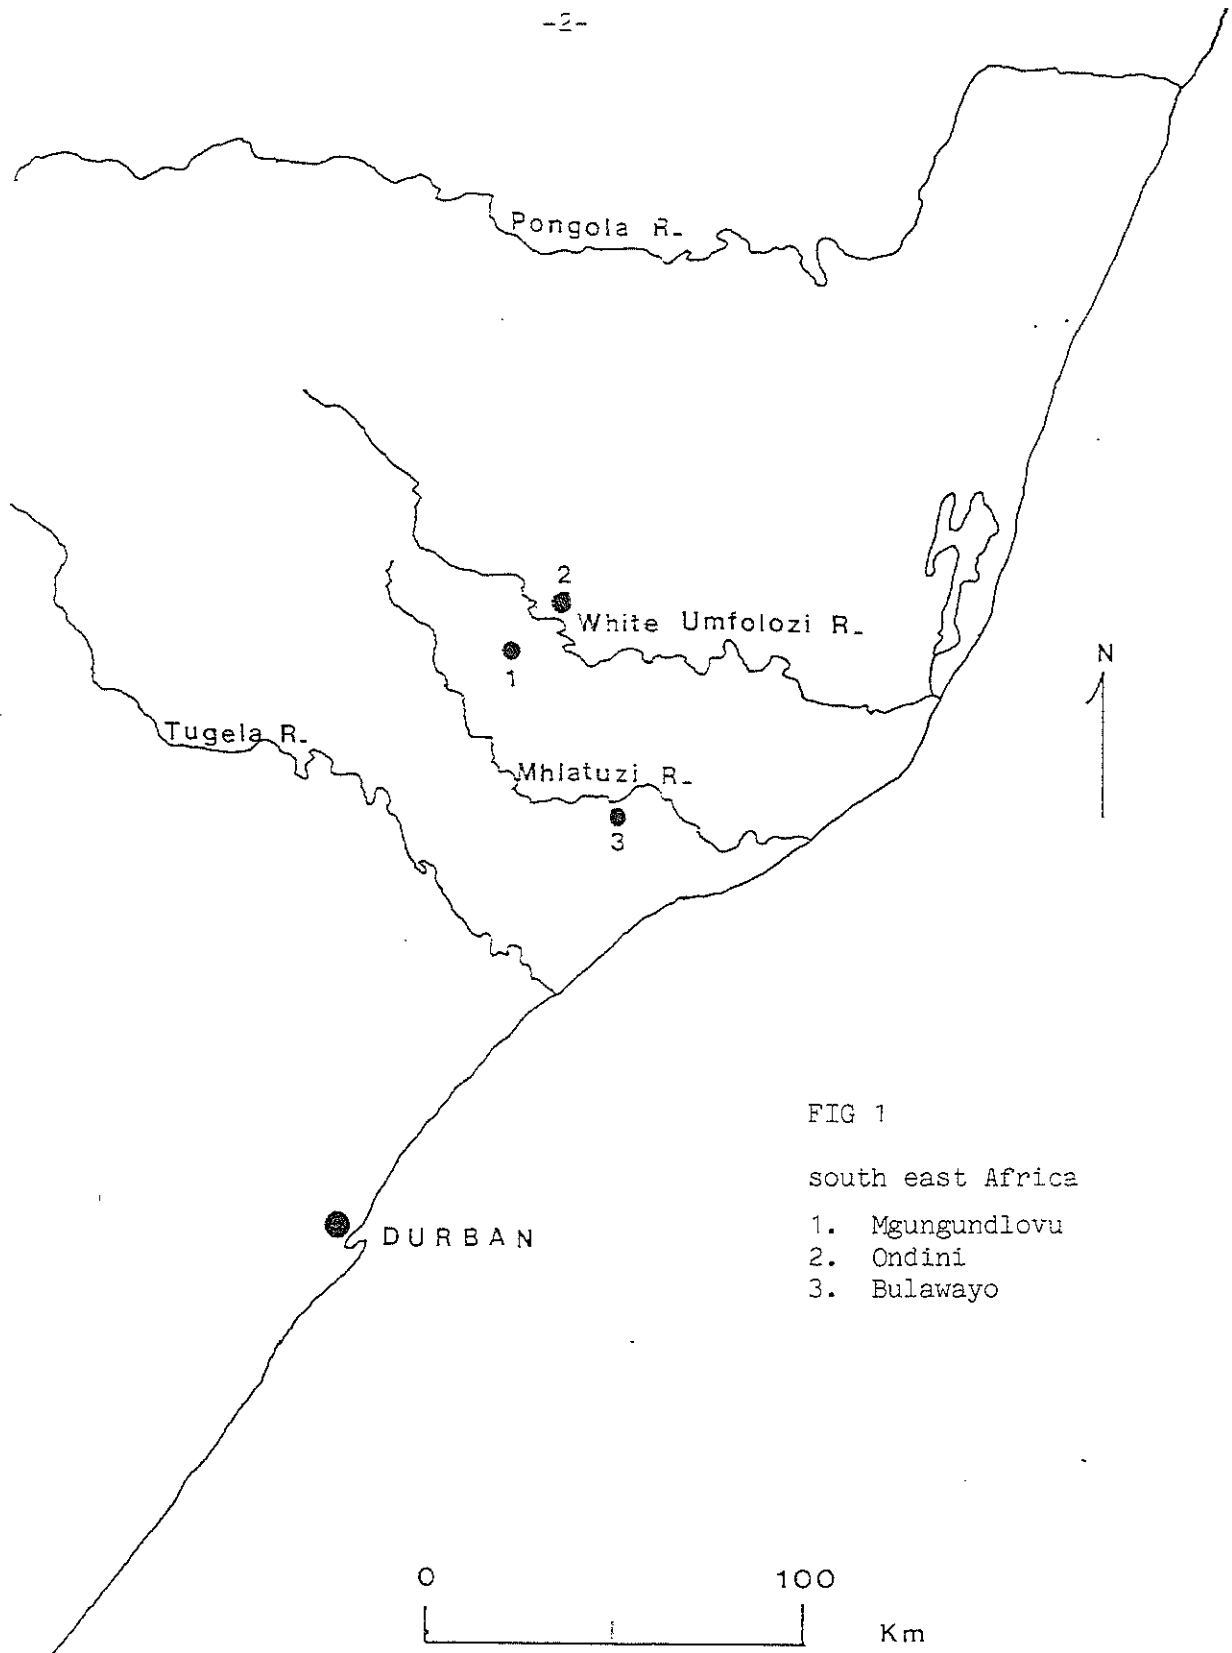 -2-
Pongola R.
2
White Umfolozi R.
1
N
Tugela R.
Mhlatuzi R.
3
FIG 1
south east Africa
DURBAN
1. Mgungundlovu
2. Ondini
3. Bulawayo
0 100
Km